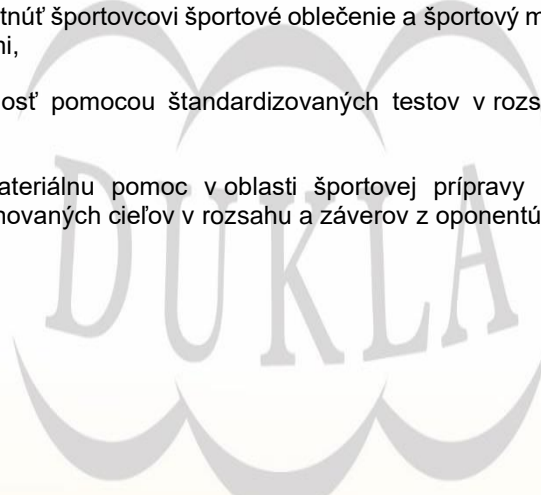 tnúť športovcovi športové oblečenie a športový m
ni,
osť pomocou štandardizovaných testov v rozs
ateriálnu pomoc v oblasti športovej prípravy
novaných cieľov v rozsahu a záverov z oponentú
DUKLA